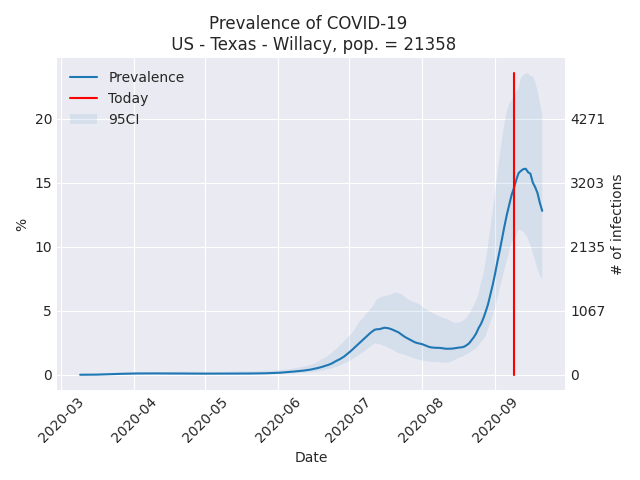 Prevalence of COVID-19
US - Texas - Willacy, pop. = 21358
Prevalence
Today
95CI
%
20
15
10
5
0
4271
3203
2135
1067
0
# of infections
2020-03
2020-04
2020-05
2020-06
2020-07
2020-08
2020-09
Date